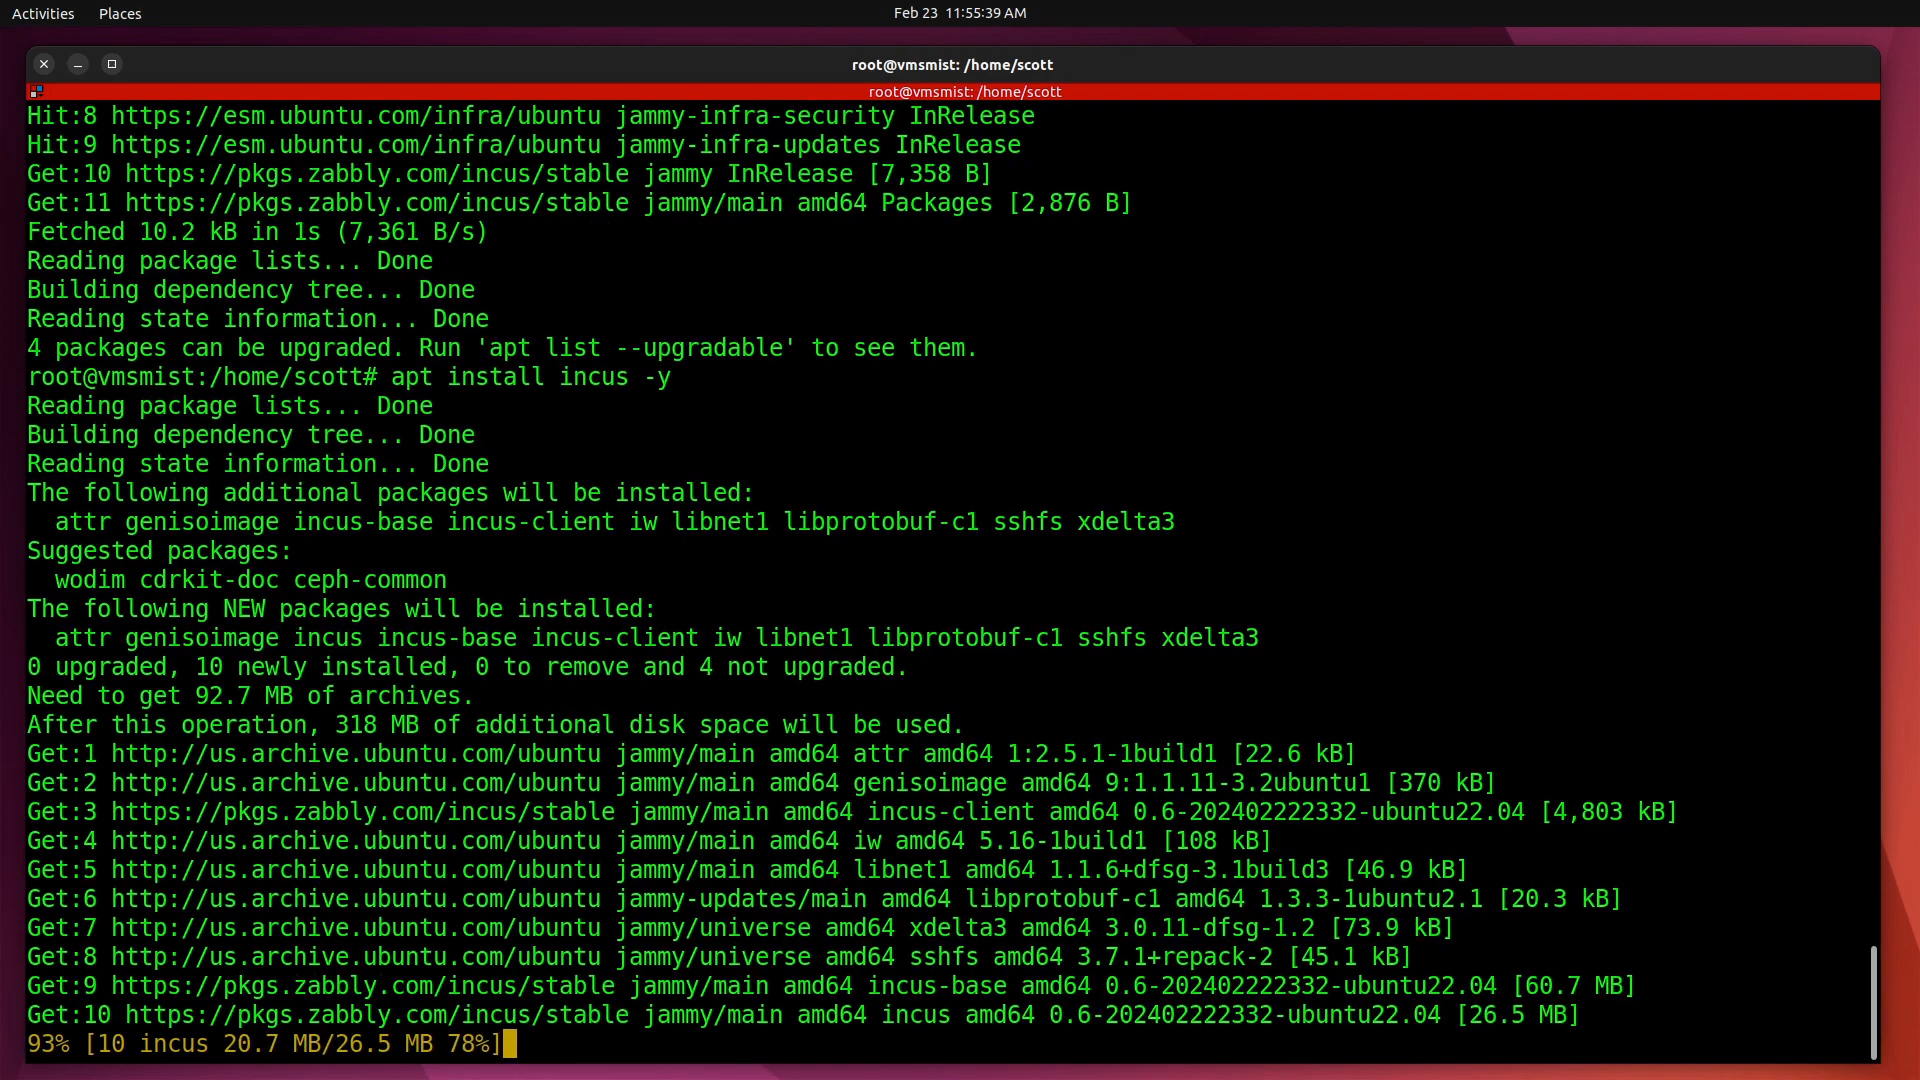 Activities Places Feb 23 11:55:39 AM
root@vmsmist: /home/scott
root@vmsmist: /home/scott
Hit:8 https://esm.ubuntu.com/infra/ubuntu jammy-infra-security InRelease
Hit:9 https://esm.ubuntu.com/infra/ubuntu jammy-infra-updates InRelease
Get:10 https://pkgs.zabbly.com/incus/stable jammy InRelease [7,358 B]
Get:11 https://pkgs.zabbly.com/incus/stable jammy/main amd64 Packages [2,876 B]
Fetched 10.2 kB in 1s (7,361 B/s)
Reading package lists... Done
Building dependency tree... Done
Reading state information... Done
4 packages can be upgraded. Run 'apt list --upgradable' to see them.
root@vmsmist:/home/scott# apt install incus -y
Reading package lists... Done
Building dependency tree... Done
Reading state information... Done
The following additional packages will be installed:
  attr genisoimage incus-base incus-client iw libnet1 libprotobuf-c1 sshfs xdelta3
Suggested packages:
  wodim cdrkit-doc ceph-common
The following NEW packages will be installed:
  attr genisoimage incus incus-base incus-client iw libnet1 libprotobuf-c1 sshfs xdelta3
0 upgraded, 10 newly installed, 0 to remove and 4 not upgraded.
Need to get 92.7 MB of archives.
After this operation, 318 MB of additional disk space will be used.
Get:1 http://us.archive.ubuntu.com/ubuntu jammy/main amd64 attr amd64 1:2.5.1-1build1 [22.6 kB]
Get:2 http://us.archive.ubuntu.com/ubuntu jammy/main amd64 genisoimage amd64 9:1.1.11-3.2ubuntu1 [370 kB]
Get:3 https://pkgs.zabbly.com/incus/stable jammy/main amd64 incus-client amd64 0.6-202402222332-ubuntu22.04 [4,803 kB]
Get:4 http://us.archive.ubuntu.com/ubuntu jammy/main amd64 iw amd64 5.16-1build1 [108 kB]
Get:5 http://us.archive.ubuntu.com/ubuntu jammy/main amd64 libnet1 amd64 1.1.6+dfsg-3.1build3 [46.9 kB]
Get:6 http://us.archive.ubuntu.com/ubuntu jammy-updates/main amd64 libprotobuf-c1 amd64 1.3.3-1ubuntu2.1 [20.3 kB]
Get:7 http://us.archive.ubuntu.com/ubuntu jammy/universe amd64 xdelta3 amd64 3.0.11-dfsg-1.2 [73.9 kB]
Get:8 http://us.archive.ubuntu.com/ubuntu jammy/universe amd64 sshfs amd64 3.7.1+repack-2 [45.1 kB]
Get:9 https://pkgs.zabbly.com/incus/stable jammy/main amd64 incus-base amd64 0.6-202402222332-ubuntu22.04 [60.7 MB]
Get:10 https://pkgs.zabbly.com/incus/stable jammy/main amd64 incus amd64 0.6-202402222332-ubuntu22.04 [26.5 MB]
93% [10 incus 20.7 MB/26.5 MB 78%]